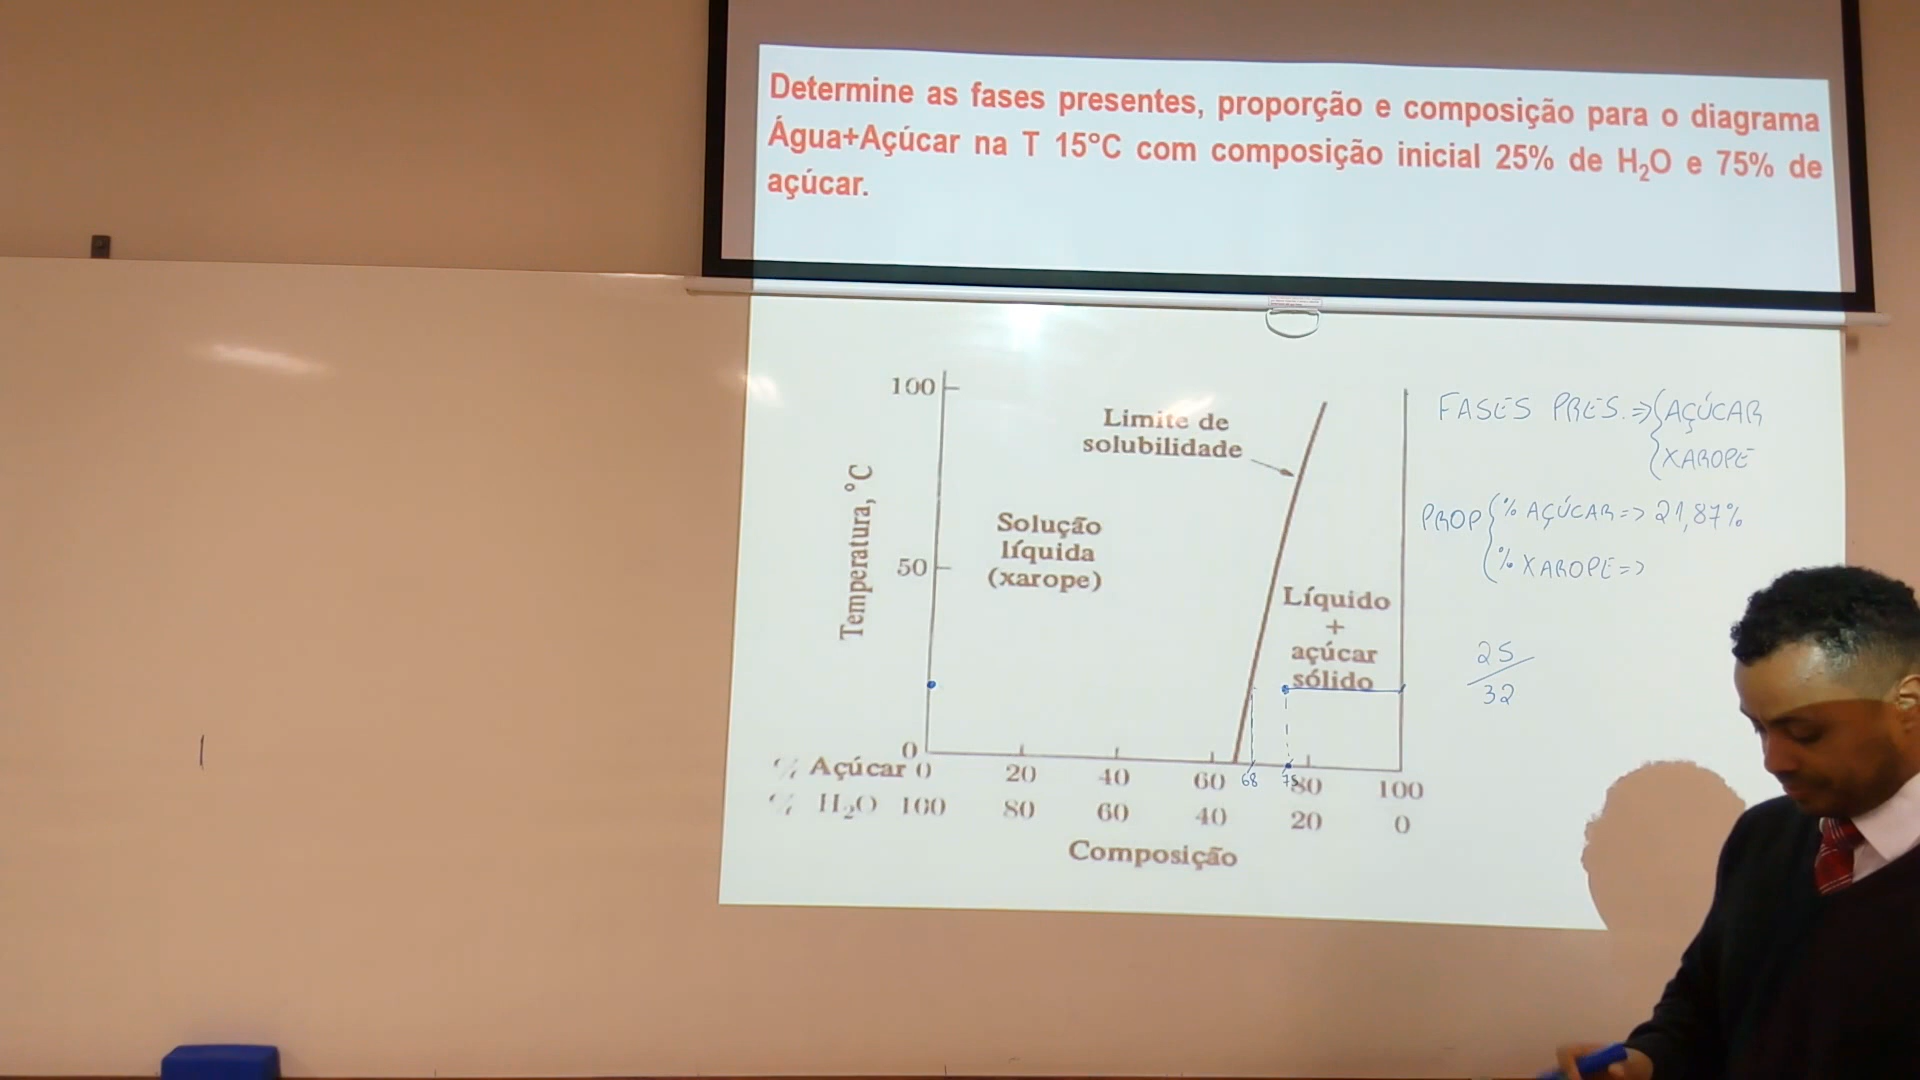 Determine as fases presentes, proporção e composição para o diagrama
Água+Açúcar na T 15°C com composição inicial 25% de H₂O e 75% de
açúcar.
100
Limite de
solubilidade
Temperatura, °C
Solução
líquida
(xarope)
50
Líquido
+
açúcar
sólido
0
% Açúcar 0 20 40 60 68 75 80 100
% H₂O 100 80 60 40 20 0
Composição
FASES PRES. => { AÇÚCAR
{ XAROPE
PROP { % AÇÚCAR => 21,87%
{ % XAROPE =>
25
32